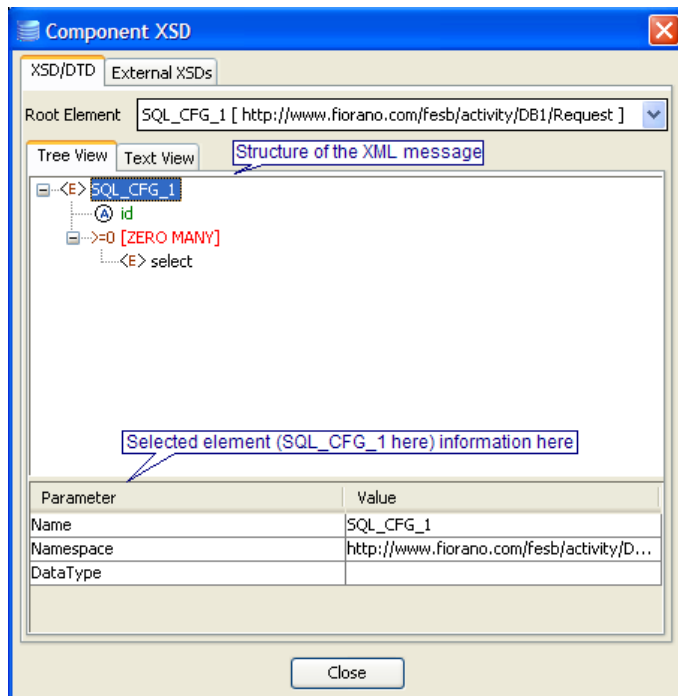 Component XSD
XSD/DTD External XSDs
Root Element SQL_CFG_1 [ http://www.fiorano.com/fesb/activity/DB1/Request ]
Tree View Text View Structure of the XML message
<E> SQL_CFG_1
A id
>=0 [ZERO MANY]
<E> select
Selected element (SQL_CFG_1 here) information here
Parameter Value
Name SQL_CFG_1
Namespace http://www.fiorano.com/fesb/activity/D...
DataType
Close